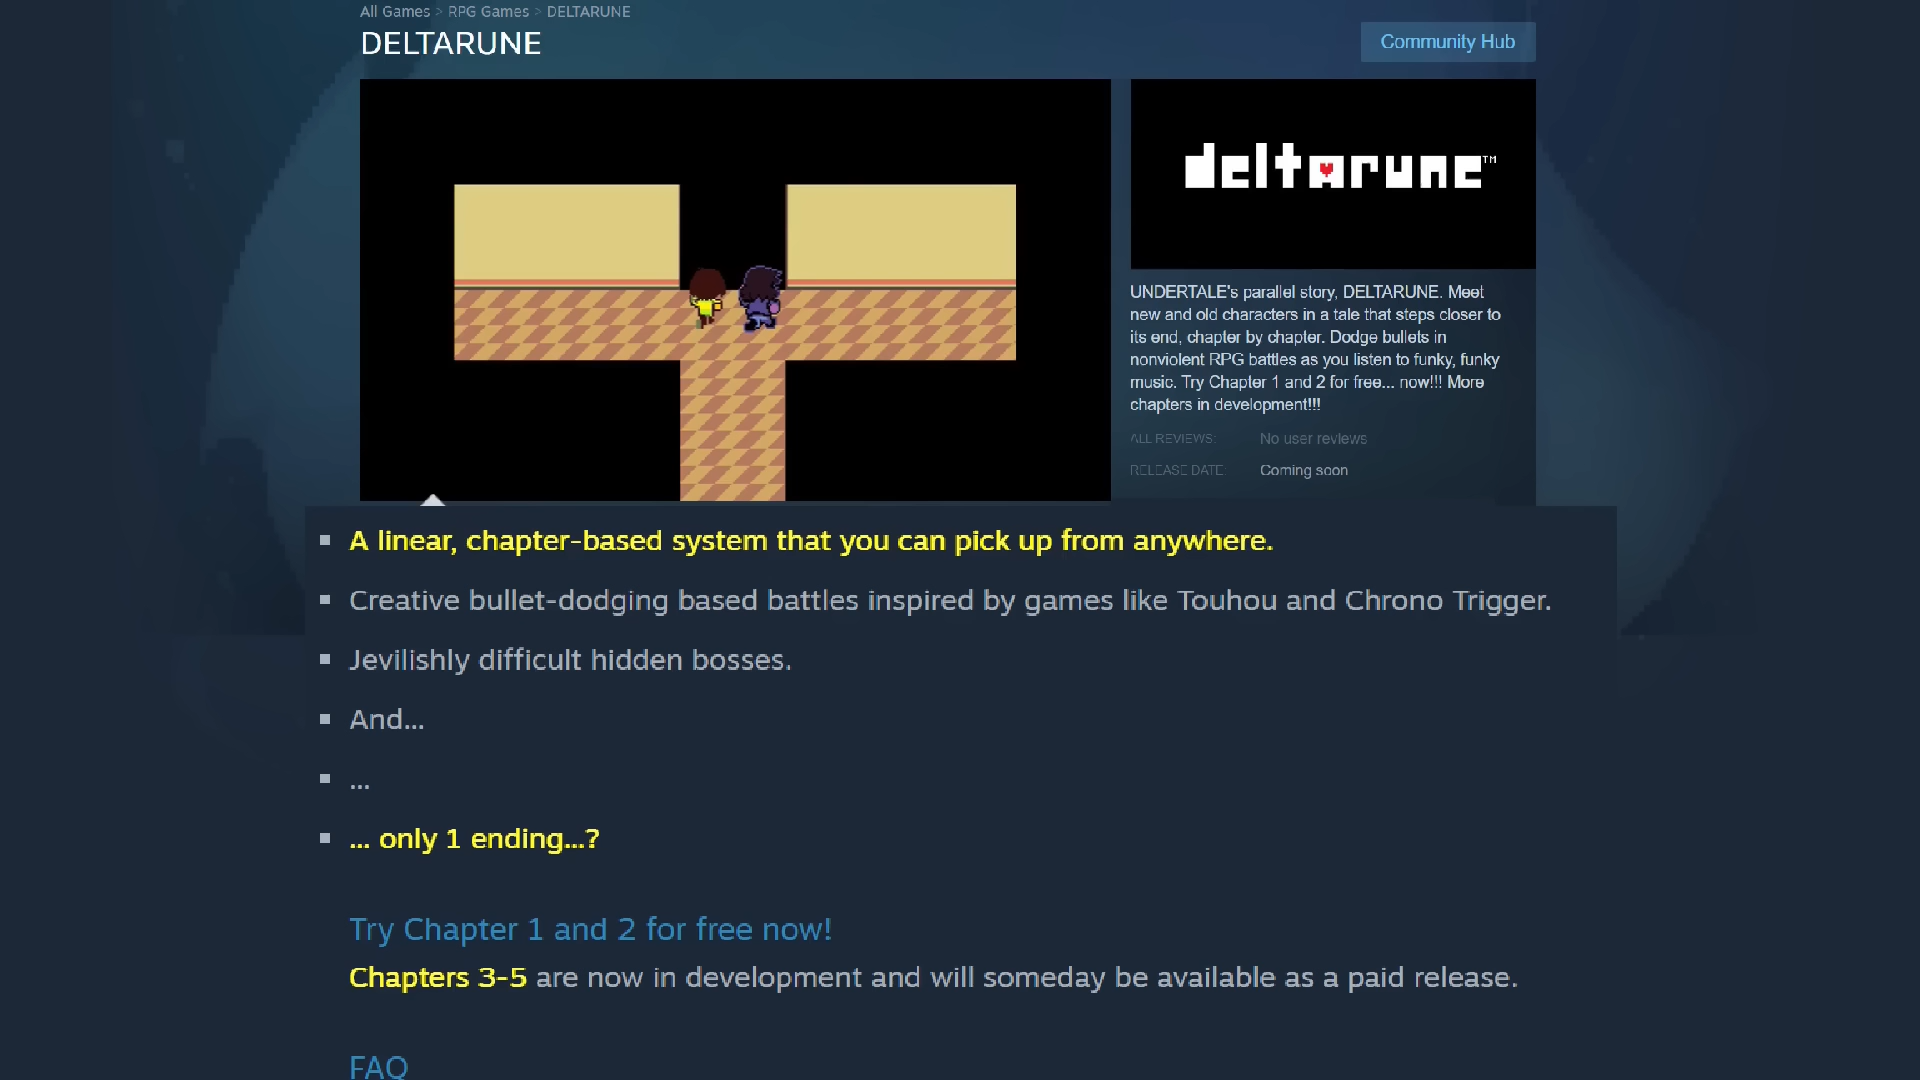 All Games > RPG Games > DELTARUNE
DELTARUNE
Community Hub
deltarune™
UNDERTALE's parallel story, DELTARUNE. Meet
new and old characters in a tale that steps closer to
its end, chapter by chapter. Dodge bullets in
nonviolent RPG battles as you listen to funky, funky
music. Try Chapter 1 and 2 for free... now!!! More
chapters in development!!!
ALL REVIEWS: No user reviews
RELEASE DATE: Coming soon
A linear, chapter-based system that you can pick up from anywhere.
Creative bullet-dodging based battles inspired by games like Touhou and Chrono Trigger.
Jevilishly difficult hidden bosses.
And...
...
... only 1 ending...?
Try Chapter 1 and 2 for free now!
Chapters 3-5 are now in development and will someday be available as a paid release.
FAQ